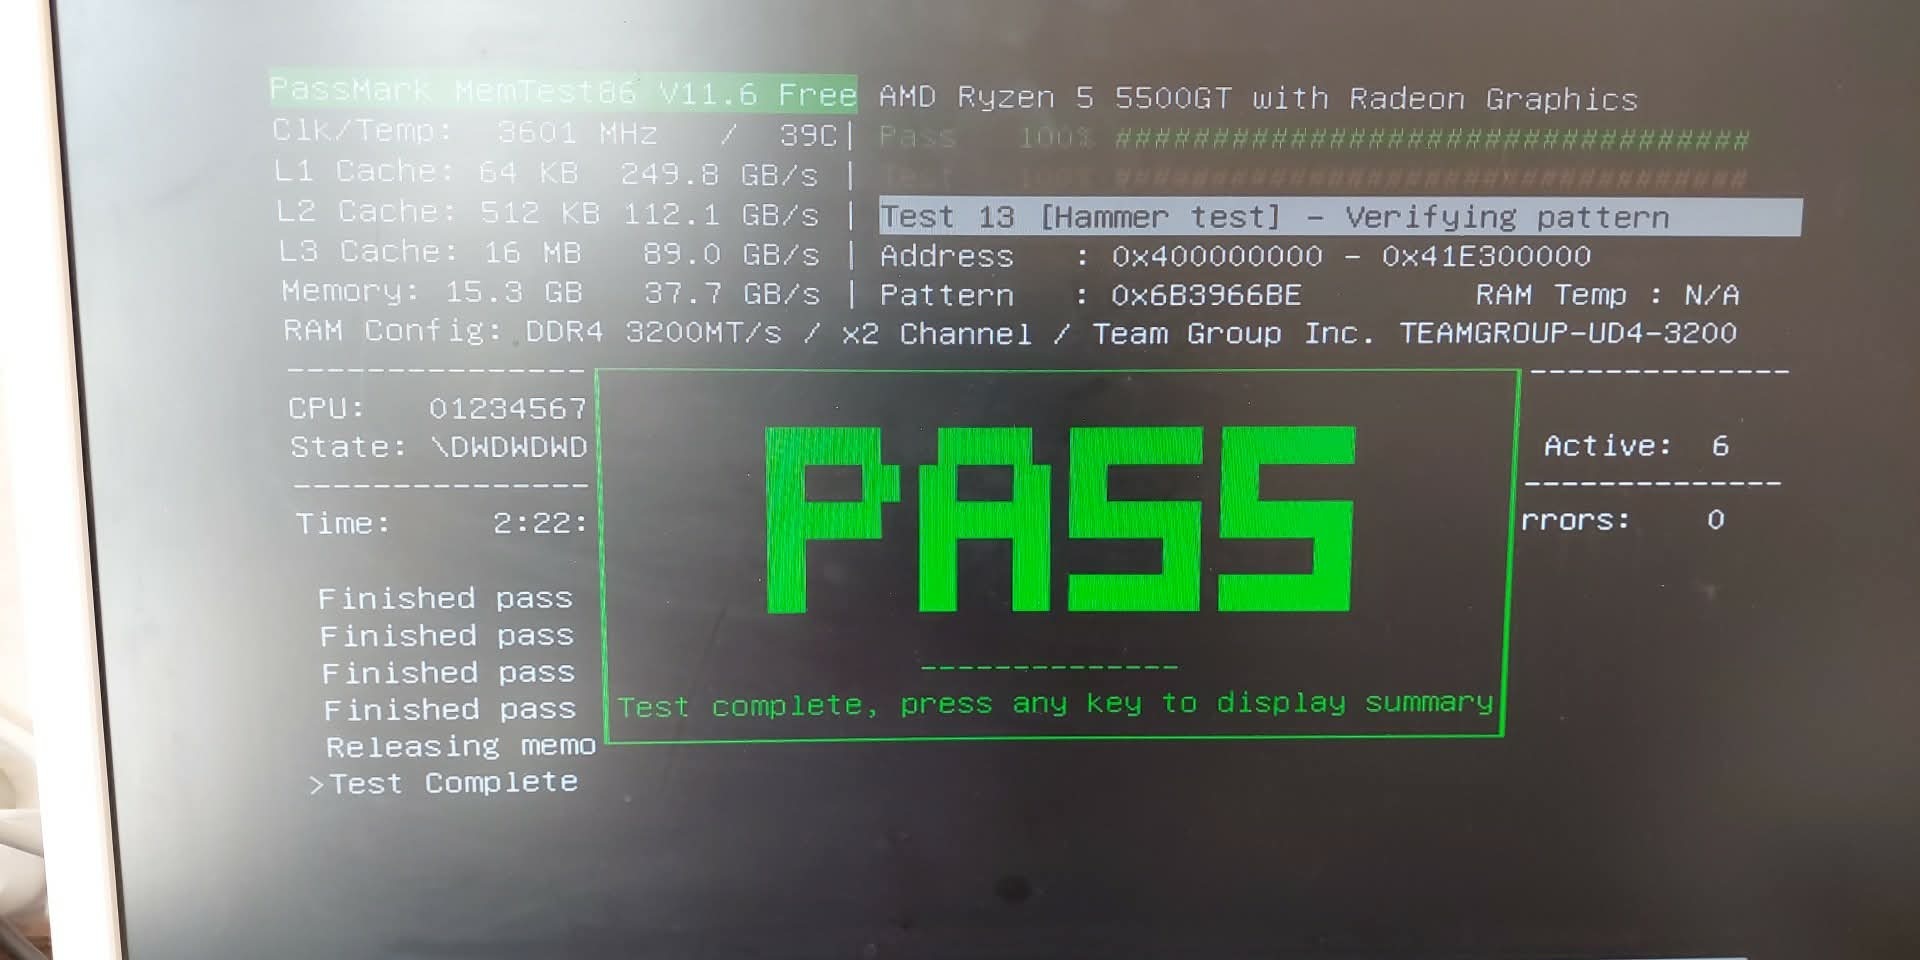 PassMark MemTest86 V11.6 Free AMD Ryzen 5 5500GT with Radeon Graphics
Clk/Temp: 3601 MHz / 39C| Pass 100% #################################
L1 Cache: 64 KB 249.8 GB/s | Test 100% #################################
L2 Cache: 512 KB 112.1 GB/s | Test 13 [Hammer test] - Verifying pattern
L3 Cache: 16 MB 89.0 GB/s | Address : 0x400000000 - 0x41E300000
Memory: 15.3 GB 37.7 GB/s | Pattern : 0x6B3966BE RAM Temp : N/A
RAM Config: DDR4 3200MT/s / x2 Channel / Team Group Inc. TEAMGROUP-UD4-3200
CPU: 01234567
State: \DWDWDWD Active: 6
Time: 2:22: rrors: 0
PASS
Finished pass
Finished pass
Finished pass
Finished pass
Test complete, press any key to display summary
Releasing memo
>Test Complete